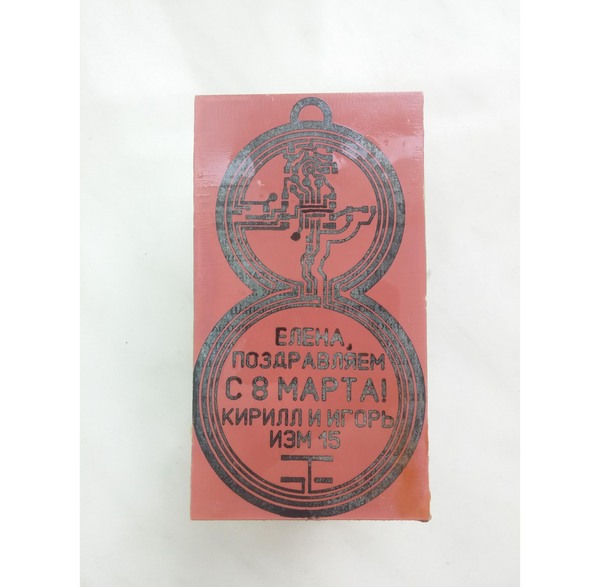 ЕЛЕНА,
ПОЗДРАВЛЯЕМ
С 8 МАРТА!
КИРИЛЛ И ИГОРЬ
ИЗМ 15